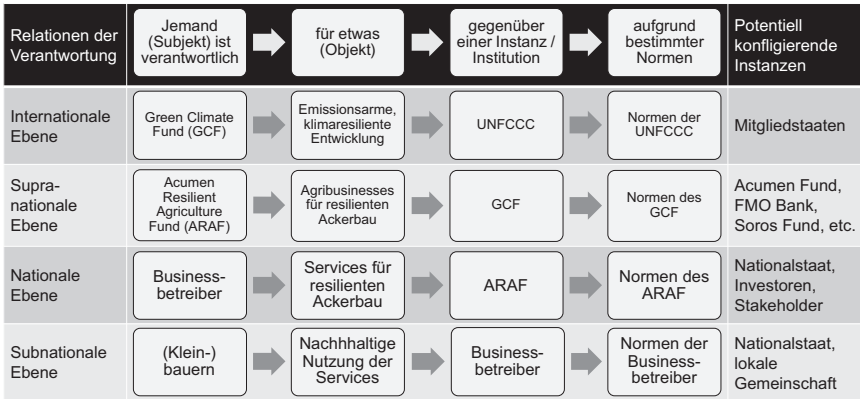 Relationen der
Verantwortung
Jemand
(Subjekt) ist
verantwortlich
für etwas
(Objekt)
gegenüber
einer Instanz /
Institution
aufgrund
bestimmter
Normen
Potentiell
konfligierende
Instanzen
Internationale
Ebene
Green Climate
Fund (GCF)
Emissionsarme,
klimaresiliente
Entwicklung
UNFCCC
Normen der
UNFCCC
Mitgliedstaaten
Supra-
nationale
Ebene
Acumen
Resilient
Agriculture
Fund (ARAF)
Agribusinesses
für resilienten
Ackerbau
GCF
Normen des
GCF
Acumen Fund,
FMO Bank,
Soros Fund, etc.
Nationale
Ebene
Business-
betreiber
Services für
resilienten
Ackerbau
ARAF
Normen des
ARAF
Nationalstaat,
Investoren,
Stakeholder
Subnationale
Ebene
(Klein-)
bauern
Nachhhaltige
Nutzung der
Services
Business-
betreiber
Normen der
Business-
betreiber
Nationalstaat,
lokale
Gemeinschaft